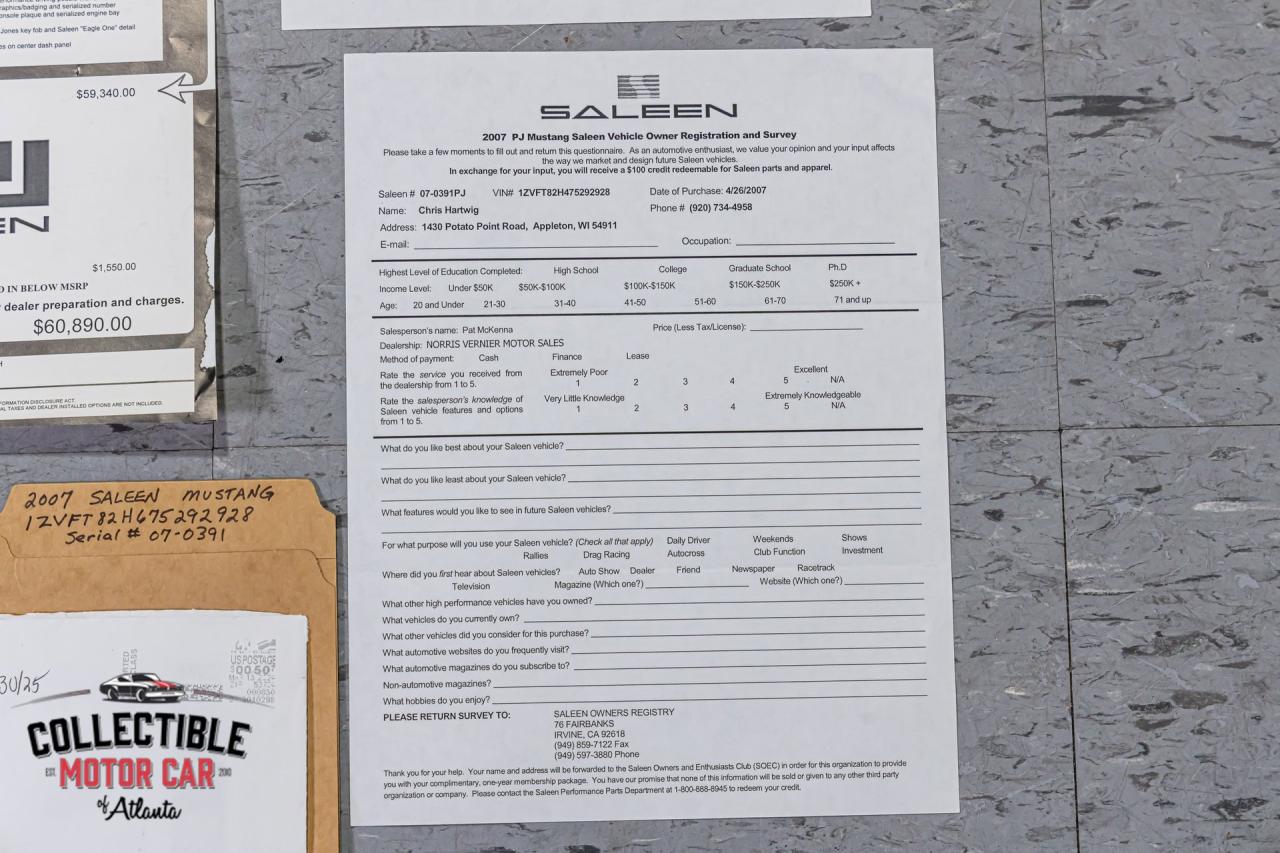 raphics/badging and serialized number
onsole plaque and serialized engine bay
Jones key fob and Saleen "Eagle One" detail
es on center dash panel
$59,340.00
EN
$1,550.00
D IN BELOW MSRP
dealer preparation and charges.
$60,890.00
FORMATION DISCLOSURE ACT.
AL TAXES AND DEALER INSTALLED OPTIONS ARE NOT INCLUDED.
2007 SALEEN MUSTANG
1ZVFT82H675292928
Serial # 07-0391
30/25
US POSTAGE
COLLECTIBLE
EST. MOTOR CAR 2010
of Atlanta
SALEEN
2007 PJ Mustang Saleen Vehicle Owner Registration and Survey
Please take a few moments to fill out and return this questionnaire. As an automotive enthusiast, we value your opinion and your input affects
the way we market and design future Saleen vehicles.
In exchange for your input, you will receive a $100 credit redeemable for Saleen parts and apparel.
Saleen # 07-0391PJ VIN# 1ZVFT82H475292928 Date of Purchase: 4/26/2007
Name: Chris Hartwig Phone # (920) 734-4958
Address: 1430 Potato Point Road, Appleton, WI 54911
E-mail: Occupation:
Highest Level of Education Completed: High School College Graduate School Ph.D
Income Level: Under $50K $50K-$100K $100K-$150K $150K-$250K $250K +
Age: 20 and Under 21-30 31-40 41-50 51-60 61-70 71 and up
Salesperson's name: Pat McKenna Price (Less Tax/License):
Dealership: NORRIS VERNIER MOTOR SALES
Method of payment: Cash Finance Lease
Rate the service you received from Extremely Poor Excellent
the dealership from 1 to 5. 1 2 3 4 5 N/A
Rate the salesperson's knowledge of Very Little Knowledge Extremely Knowledgeable
Saleen vehicle features and options 1 2 3 4 5 N/A
from 1 to 5.
What do you like best about your Saleen vehicle?
What do you like least about your Saleen vehicle?
What features would you like to see in future Saleen vehicles?
For what purpose will you use your Saleen vehicle? (Check all that apply) Daily Driver Weekends Shows
Rallies Drag Racing Autocross Club Function Investment
Where did you first hear about Saleen vehicles? Auto Show Dealer Friend Newspaper Racetrack
Television Magazine (Which one?) Website (Which one?)
What other high performance vehicles have you owned?
What vehicles do you currently own?
What other vehicles did you consider for this purchase?
What automotive websites do you frequently visit?
What automotive magazines do you subscribe to?
Non-automotive magazines?
What hobbies do you enjoy?
PLEASE RETURN SURVEY TO: SALEEN OWNERS REGISTRY
76 FAIRBANKS
IRVINE, CA 92618
(949) 859-7122 Fax
(949) 597-3880 Phone
Thank you for your help. Your name and address will be forwarded to the Saleen Owners and Enthusiasts Club (SOEC) in order for this organization to provide
you with your complimentary, one-year membership package. You have our promise that none of this information will be sold or given to any other third party
organization or company. Please contact the Saleen Performance Parts Department at 1-800-888-8945 to redeem your credit.